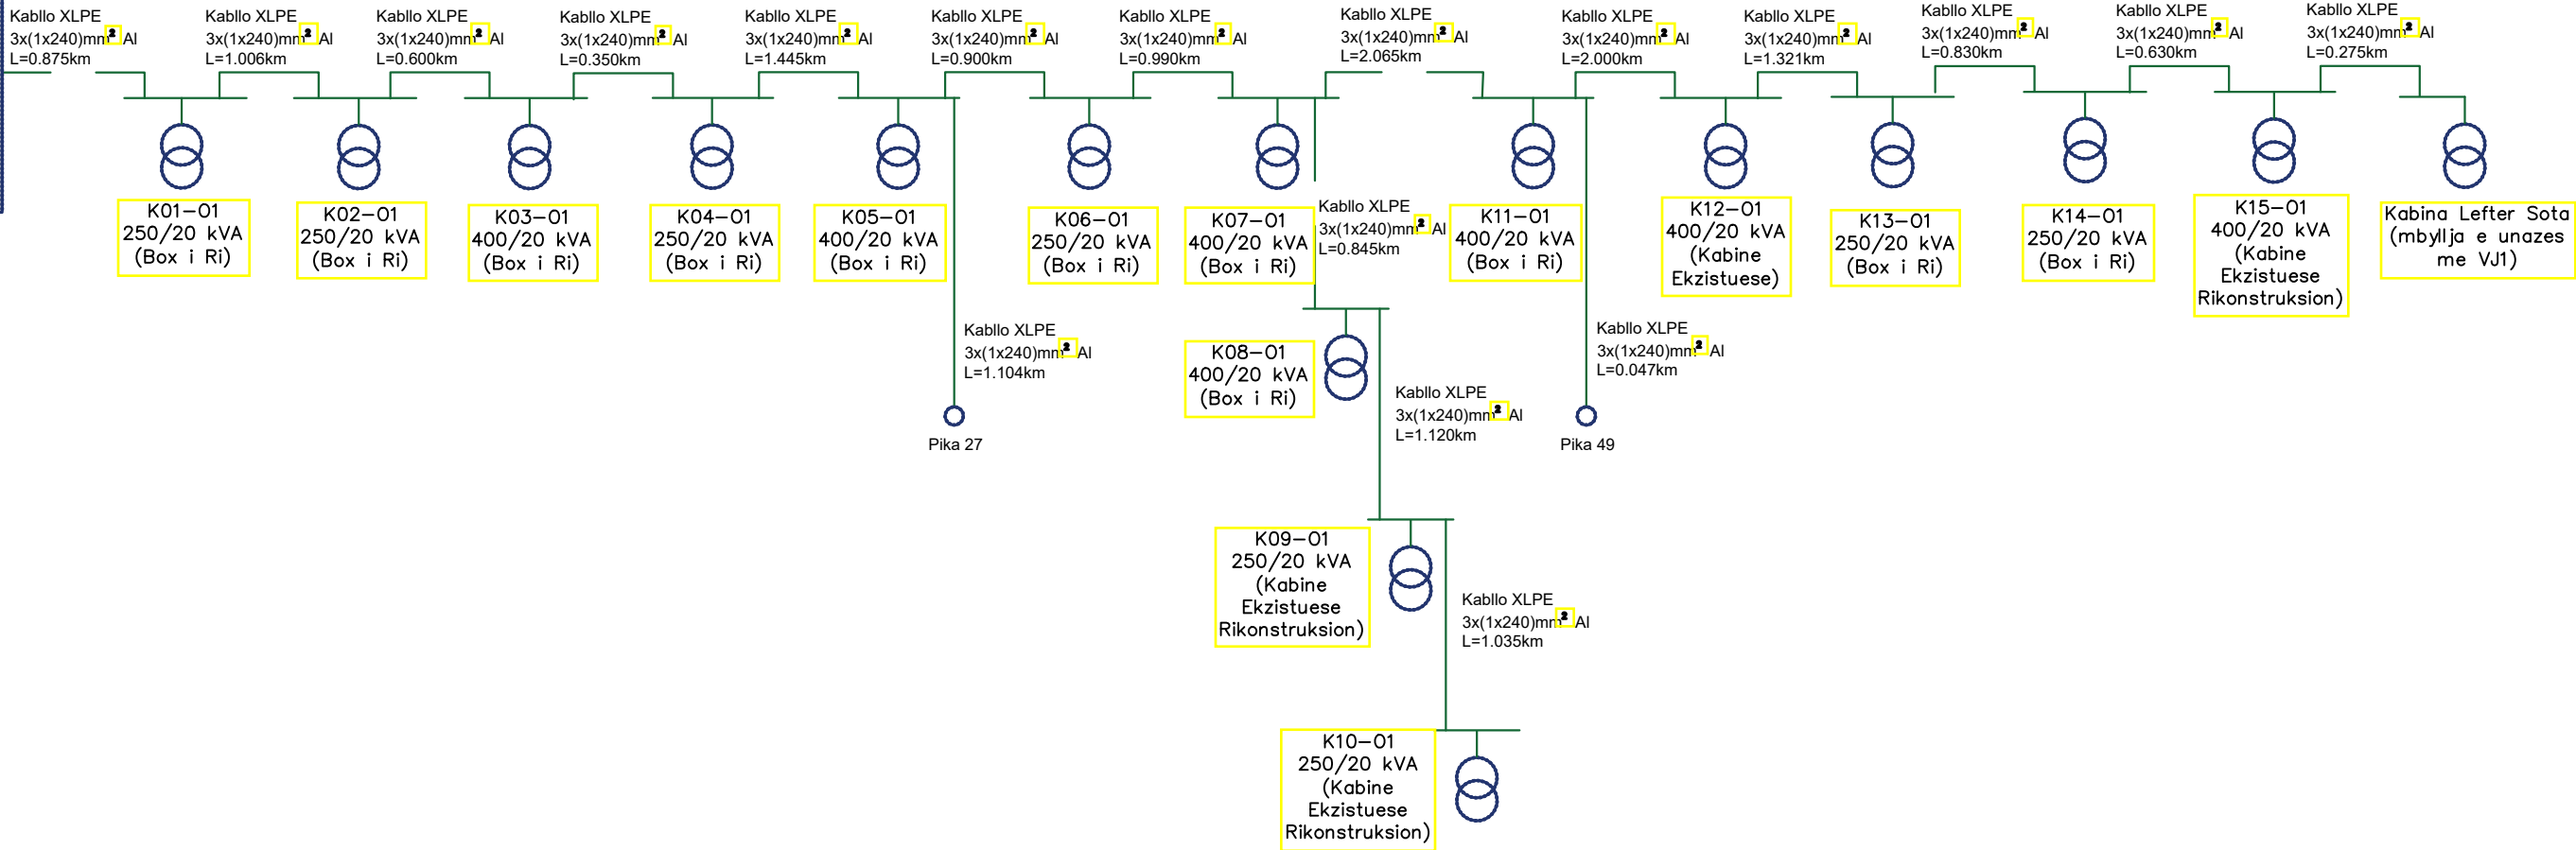 Kabllo XLPE
3x(1x240)mm² Al
L=0.875km
Kabllo XLPE
3x(1x240)mm² Al
L=1.006km
Kabllo XLPE
3x(1x240)mm² Al
L=0.600km
Kabllo XLPE
3x(1x240)mm² Al
L=0.350km
Kabllo XLPE
3x(1x240)mm² Al
L=1.445km
Kabllo XLPE
3x(1x240)mm² Al
L=0.900km
Kabllo XLPE
3x(1x240)mm² Al
L=0.990km
Kabllo XLPE
3x(1x240)mm² Al
L=2.065km
Kabllo XLPE
3x(1x240)mm² Al
L=2.000km
Kabllo XLPE
3x(1x240)mm² Al
L=1.321km
Kabllo XLPE
3x(1x240)mm² Al
L=0.830km
Kabllo XLPE
3x(1x240)mm² Al
L=0.630km
Kabllo XLPE
3x(1x240)mm² Al
L=0.275km
K01-01
250/20 kVA
(Box i Ri)
K02-01
250/20 kVA
(Box i Ri)
K03-01
400/20 kVA
(Box i Ri)
K04-01
250/20 kVA
(Box i Ri)
K05-01
400/20 kVA
(Box i Ri)
K06-01
250/20 kVA
(Box i Ri)
K07-01
400/20 kVA
(Box i Ri)
Kabllo XLPE
3x(1x240)mm² Al
L=0.845km
K11-01
400/20 kVA
(Box i Ri)
K12-01
400/20 kVA
(Kabine
Ekzistuese)
K13-01
250/20 kVA
(Box i Ri)
K14-01
250/20 kVA
(Box i Ri)
K15-01
400/20 kVA
(Kabine
Ekzistuese
Rikonstruksion)
Kabina Lefter Sota
(mbyllja e unazes
me VJ1)
Kabllo XLPE
3x(1x240)mm² Al
L=1.104km
Pika 27
K08-01
400/20 kVA
(Box i Ri)
Kabllo XLPE
3x(1x240)mm² Al
L=1.120km
Kabllo XLPE
3x(1x240)mm² Al
L=0.047km
Pika 49
K09-01
250/20 kVA
(Kabine
Ekzistuese
Rikonstruksion)
Kabllo XLPE
3x(1x240)mm² Al
L=1.035km
K10-01
250/20 kVA
(Kabine
Ekzistuese
Rikonstruksion)